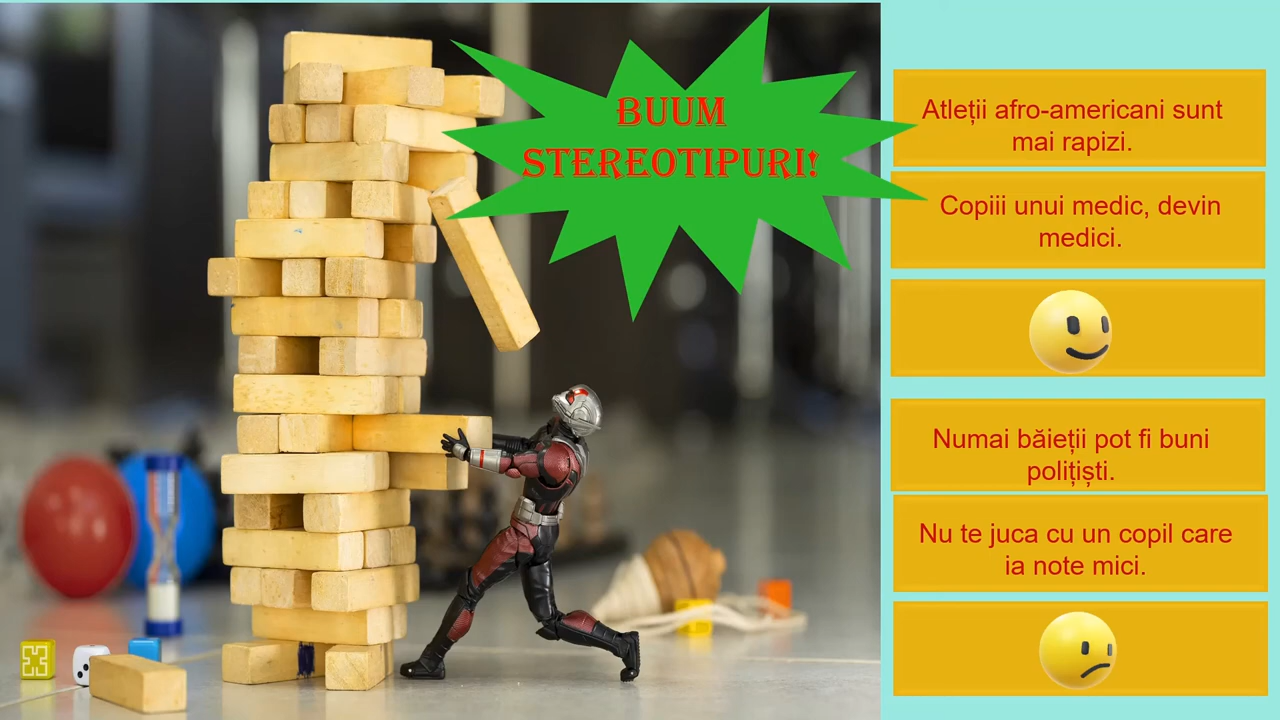 BUUM
STEREOTIPURI!
Atleții afro-americani sunt
mai rapizi.
Copiii unui medic, devin
medici.
Numai băieții pot fi buni
polițiști.
Nu te juca cu un copil care
ia note mici.